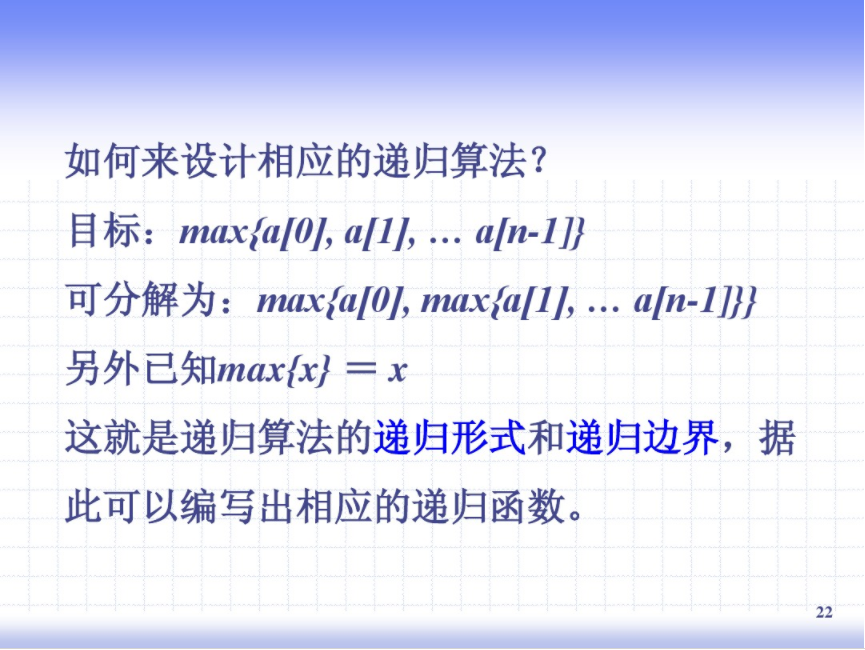 如何来设计相应的递归算法？
目标：max{a[0], a[1], … a[n-1]}
可分解为：max{a[0], max{a[1], … a[n-1]}}
另外已知max{x} ＝ x
这就是递归算法的递归形式和递归边界，据
此可以编写出相应的递归函数。
22